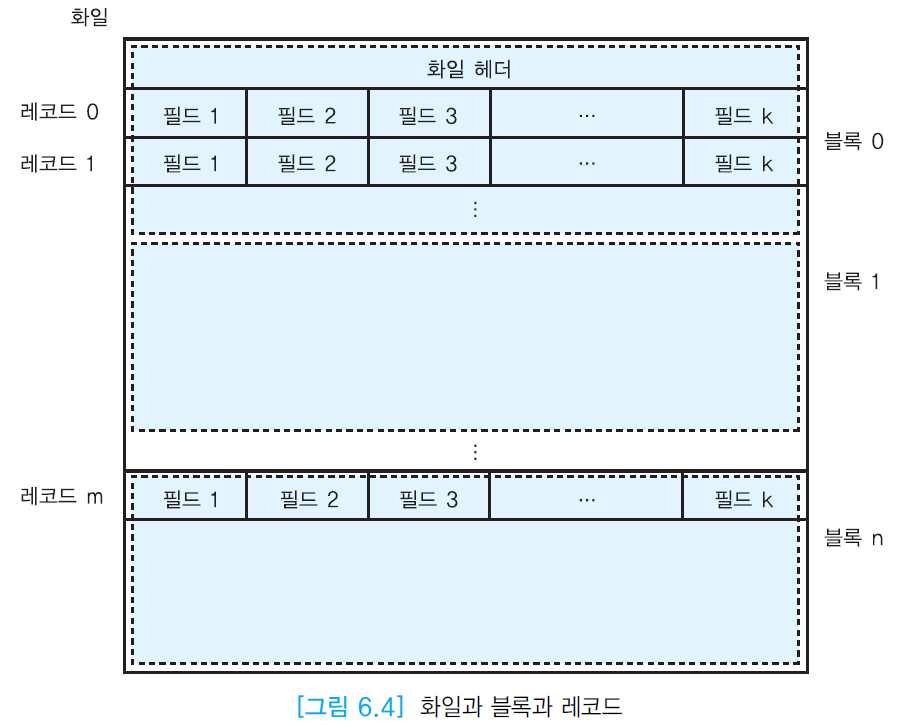 화일
화일 헤더
레코드 0 필드 1 필드 2 필드 3 ⋯ 필드 k
블록 0
레코드 1 필드 1 필드 2 필드 3 ⋯ 필드 k
⋮
블록 1
⋮
레코드 m 필드 1 필드 2 필드 3 ⋯ 필드 k
블록 n
[그림 6.4] 화일과 블록과 레코드